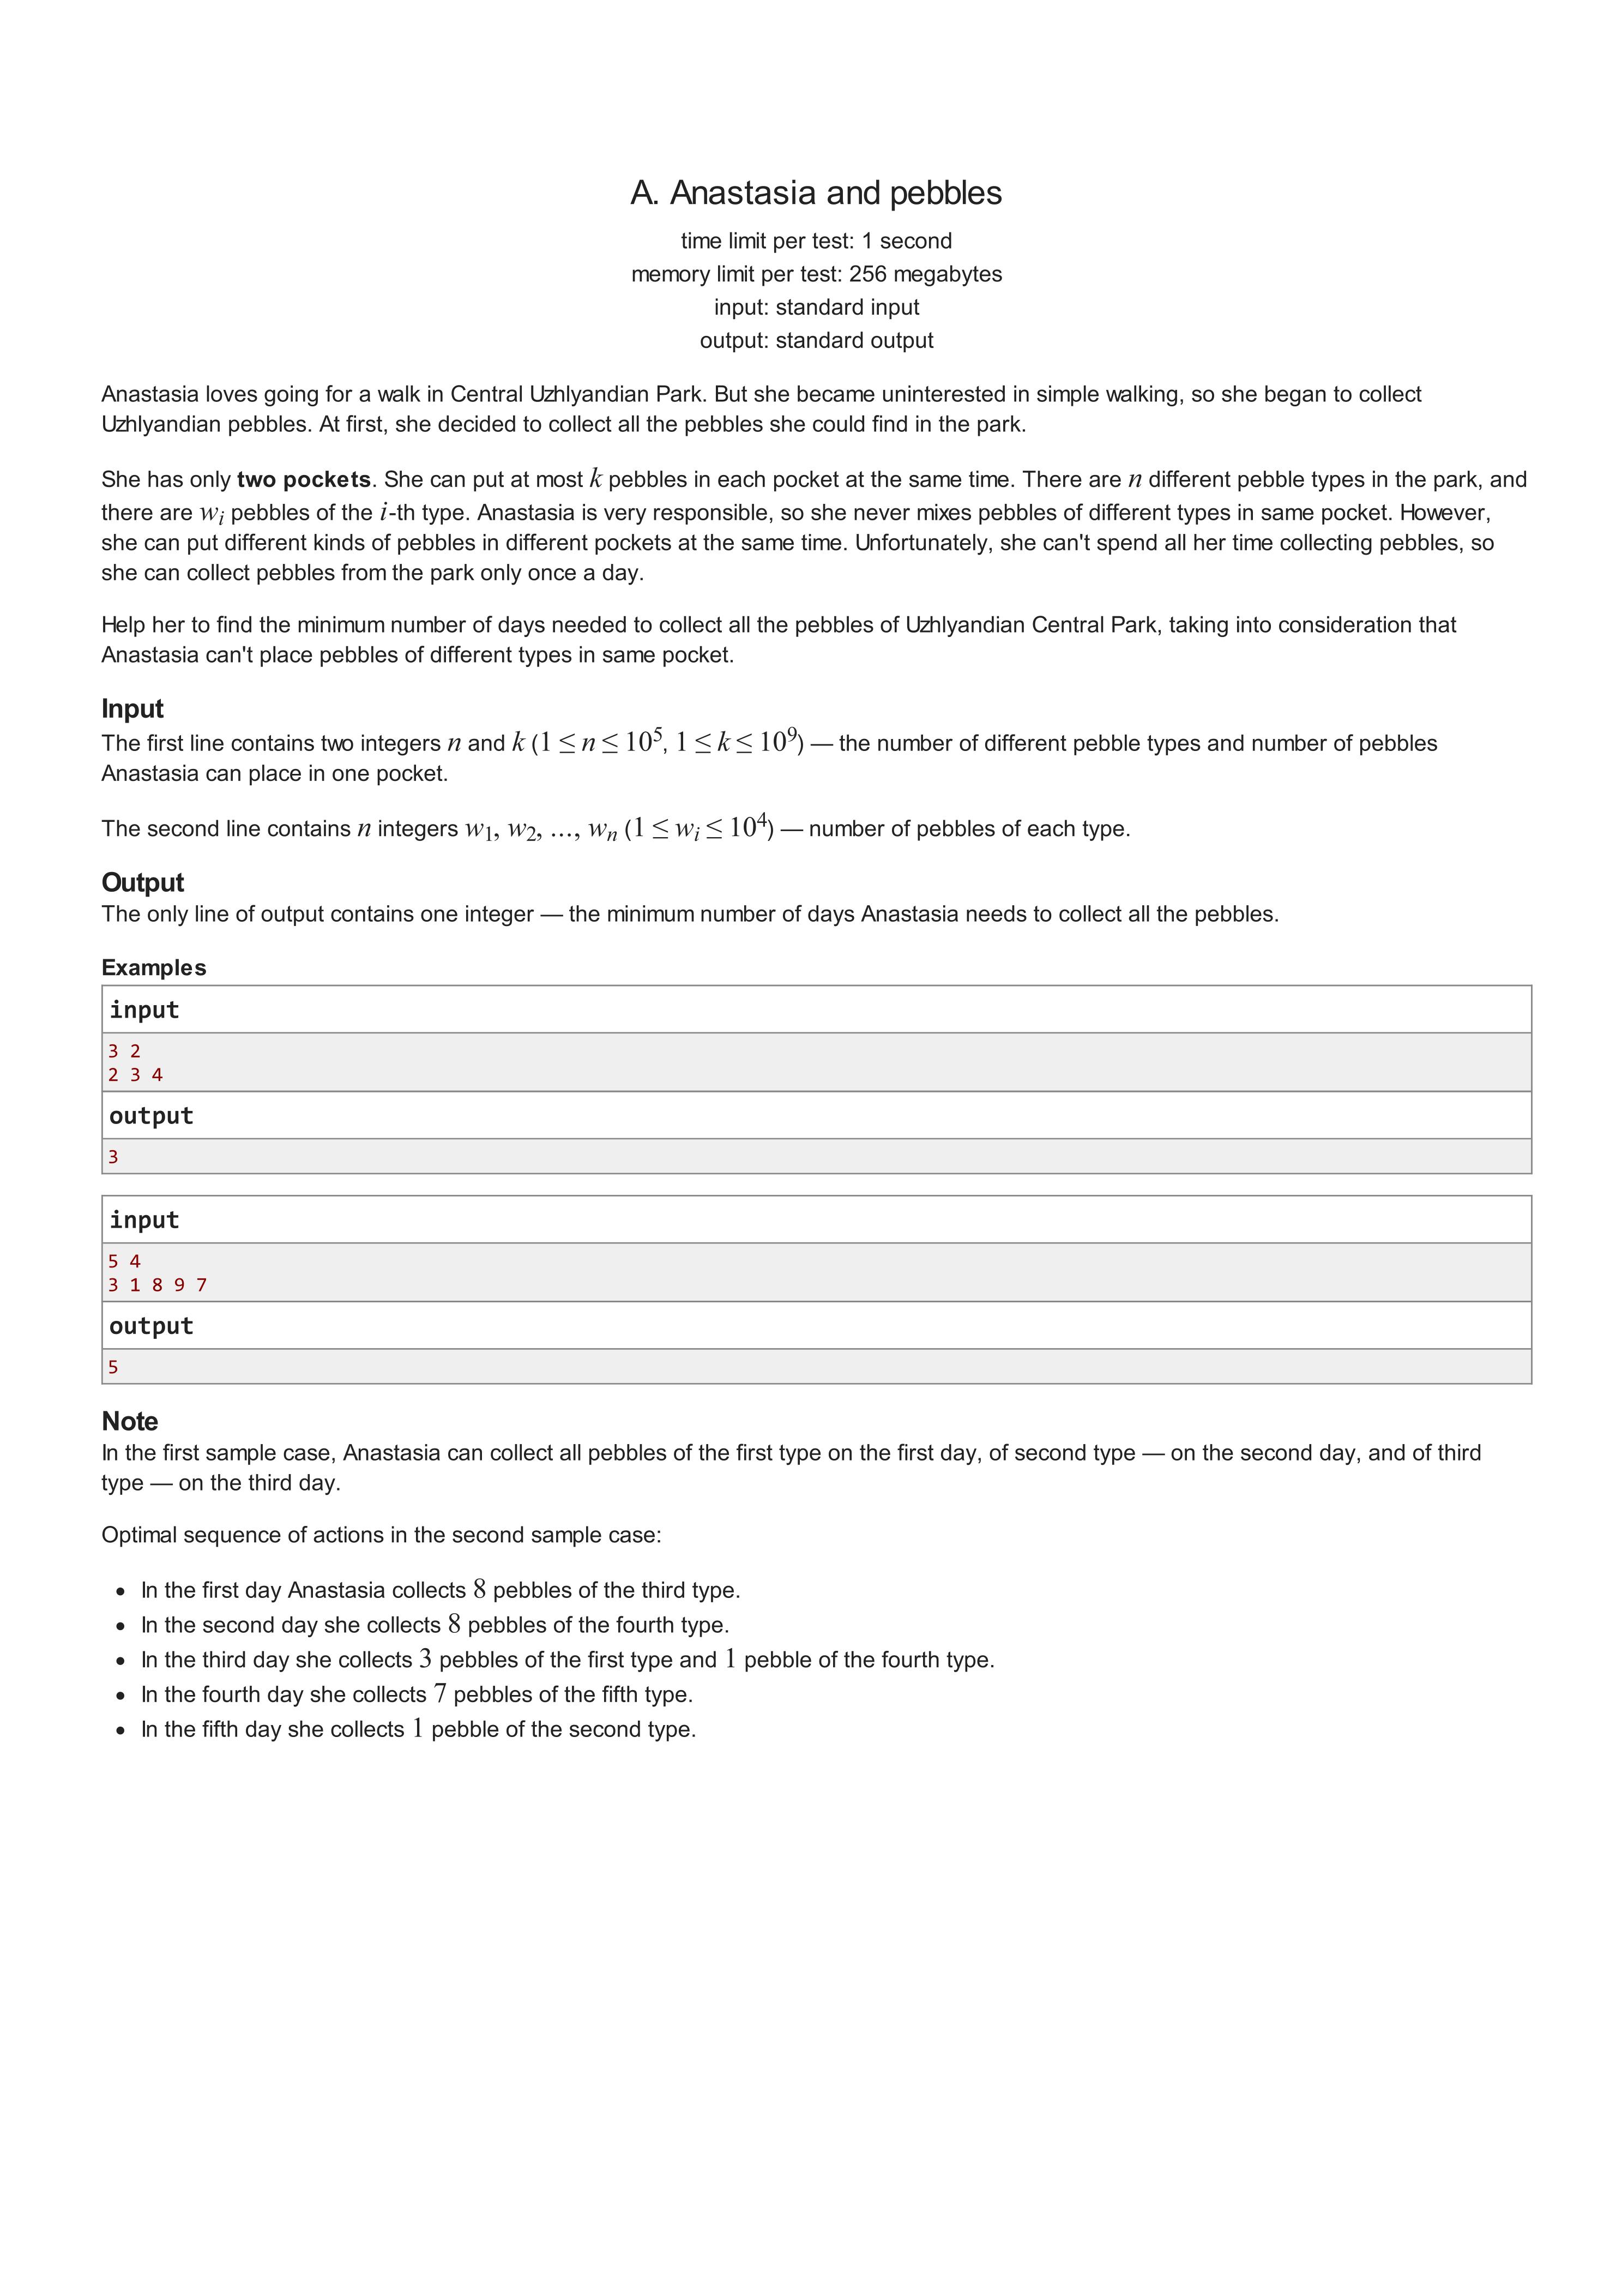 A. Anastasia and pebbles
time limit per test: 1 second
memory limit per test: 256 megabytes
input: standard input
output: standard output
Anastasia loves going for a walk in Central Uzhlyandian Park. But she became uninterested in simple walking, so she began to collect
Uzhlyandian pebbles. At first, she decided to collect all the pebbles she could find in the park.
She has only two pockets. She can put at most k pebbles in each pocket at the same time. There are n different pebble types in the park, and
there are w_i pebbles of the i-th type. Anastasia is very responsible, so she never mixes pebbles of different types in same pocket. However,
she can put different kinds of pebbles in different pockets at the same time. Unfortunately, she can't spend all her time collecting pebbles, so
she can collect pebbles from the park only once a day.
Help her to find the minimum number of days needed to collect all the pebbles of Uzhlyandian Central Park, taking into consideration that
Anastasia can't place pebbles of different types in same pocket.
Input
The first line contains two integers n and k (1 ≤ n ≤ 10^5, 1 ≤ k ≤ 10^9) — the number of different pebble types and number of pebbles
Anastasia can place in one pocket.
The second line contains n integers w_1, w_2, ..., w_n (1 ≤ w_i ≤ 10^4) — number of pebbles of each type.
Output
The only line of output contains one integer — the minimum number of days Anastasia needs to collect all the pebbles.
Examples
input
3 2
2 3 4
output
3
input
5 4
3 1 8 9 7
output
5
Note
In the first sample case, Anastasia can collect all pebbles of the first type on the first day, of second type — on the second day, and of third
type — on the third day.
Optimal sequence of actions in the second sample case:
• In the first day Anastasia collects 8 pebbles of the third type.
• In the second day she collects 8 pebbles of the fourth type.
• In the third day she collects 3 pebbles of the first type and 1 pebble of the fourth type.
• In the fourth day she collects 7 pebbles of the fifth type.
• In the fifth day she collects 1 pebble of the second type.